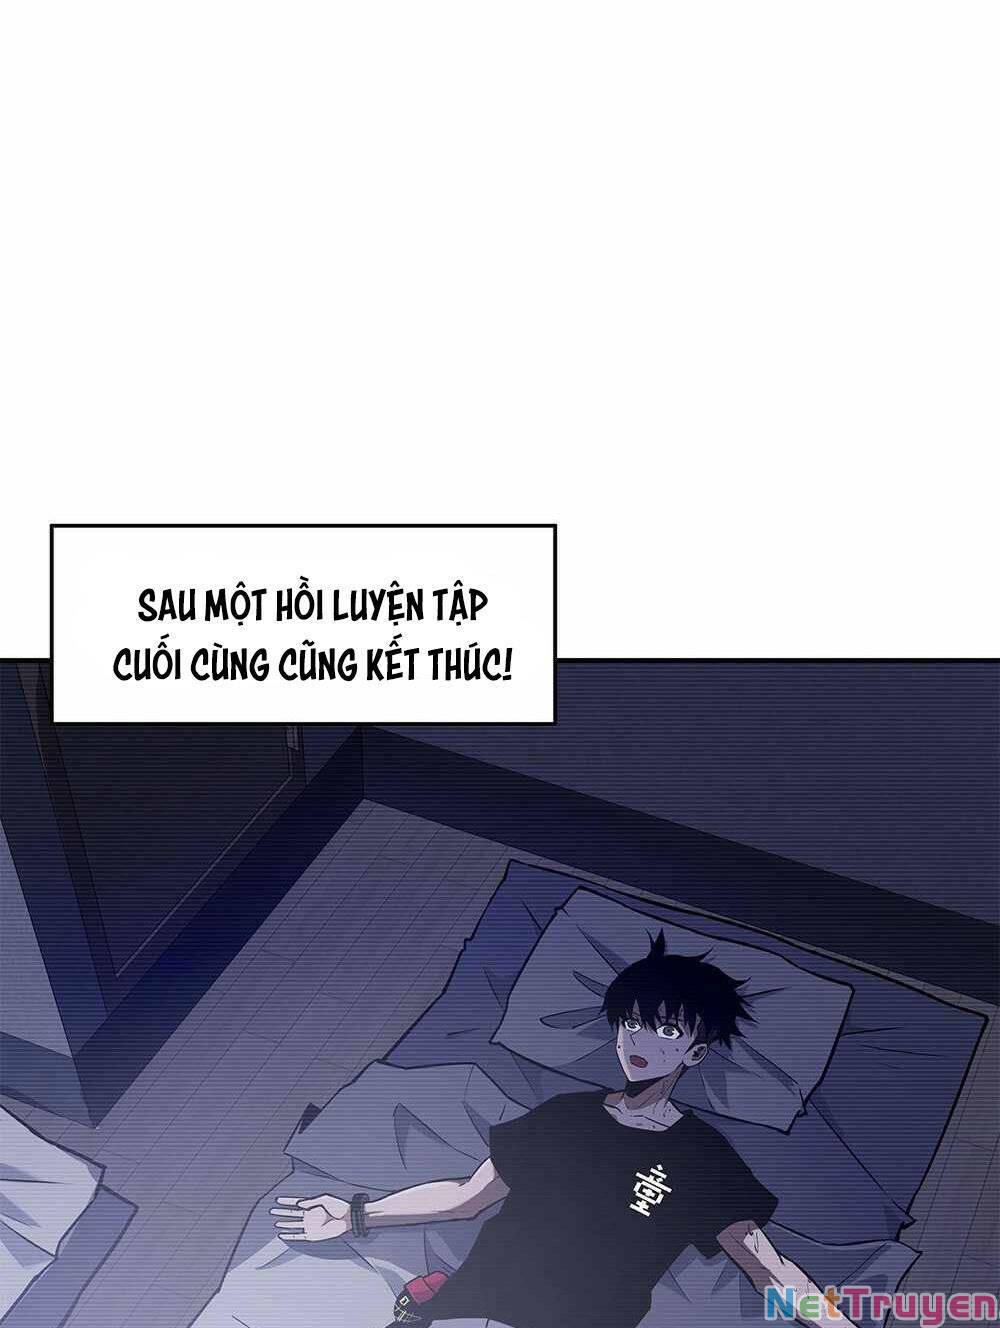 SAU MỘT HỒI LUYỆN TẬP
CUỐI CÙNG CŨNG KẾT THÚC!
NetTruyen